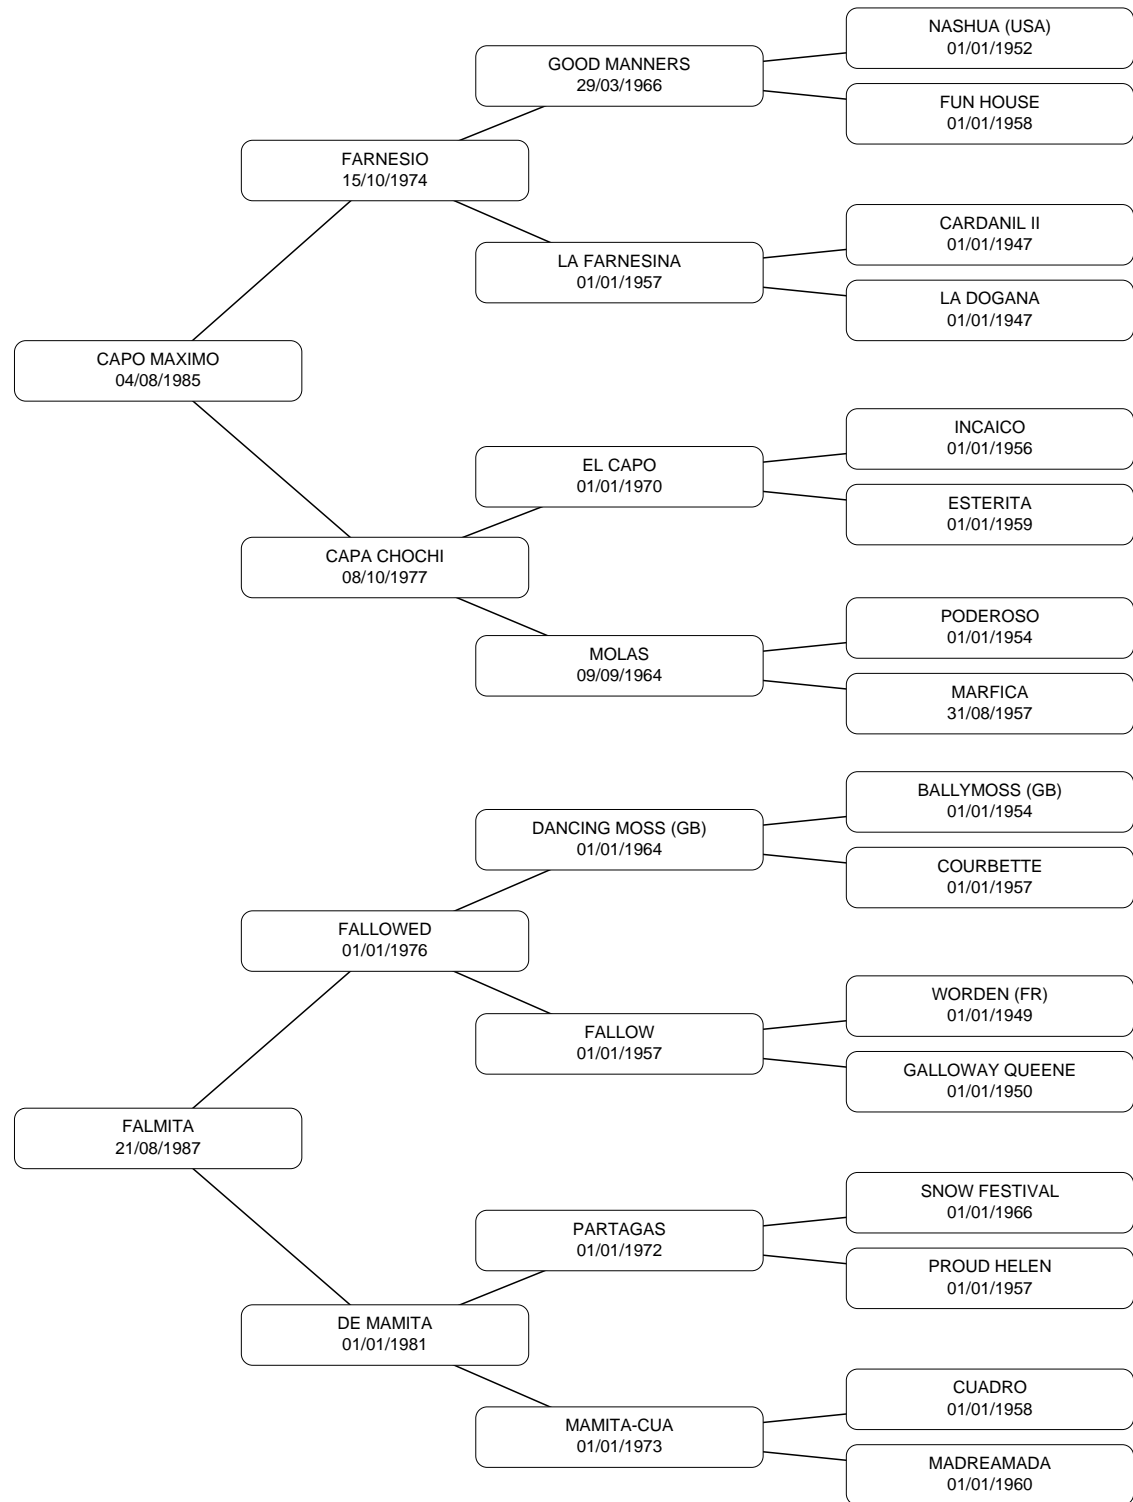 NASHUA (USA)
01/01/1952
GOOD MANNERS
29/03/1966
FUN HOUSE
01/01/1958
FARNESIO
15/10/1974
CARDANIL II
01/01/1947
LA FARNESINA
01/01/1957
LA DOGANA
01/01/1947
CAPO MAXIMO
04/08/1985
INCAICO
01/01/1956
EL CAPO
01/01/1970
ESTERITA
01/01/1959
CAPA CHOCHI
08/10/1977
PODEROSO
01/01/1954
MOLAS
09/09/1964
MARFICA
31/08/1957
BALLYMOSS (GB)
01/01/1954
DANCING MOSS (GB)
01/01/1964
COURBETTE
01/01/1957
FALLOWED
01/01/1976
WORDEN (FR)
01/01/1949
FALLOW
01/01/1957
GALLOWAY QUEENE
01/01/1950
FALMITA
21/08/1987
SNOW FESTIVAL
01/01/1966
PARTAGAS
01/01/1972
PROUD HELEN
01/01/1957
DE MAMITA
01/01/1981
CUADRO
01/01/1958
MAMITA-CUA
01/01/1973
MADREAMADA
01/01/1960